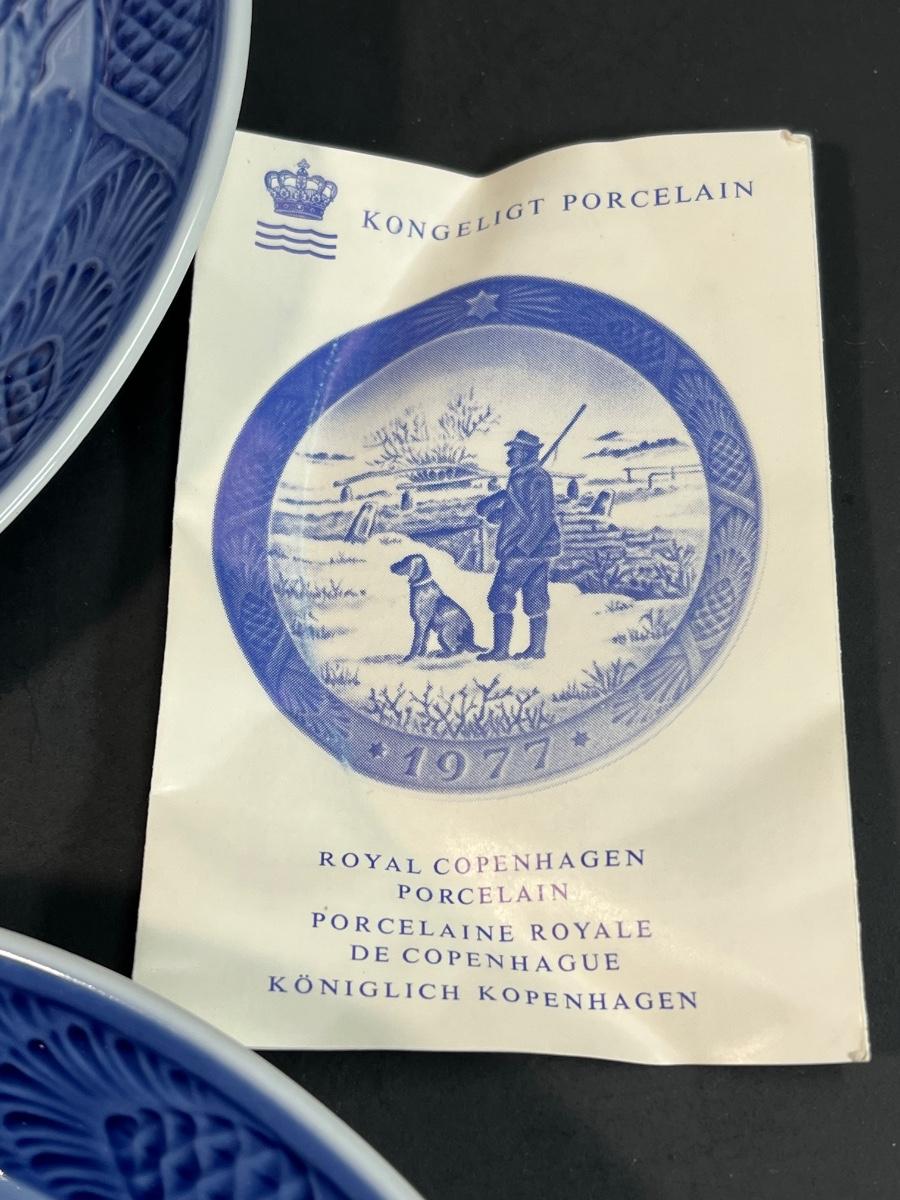 KONGELIGT PORCELAIN
1977
ROYAL COPENHAGEN
PORCELAIN
PORCELAINE ROYALE
DE COPENHAGUE
KÖNIGLICH KOPENHAGEN